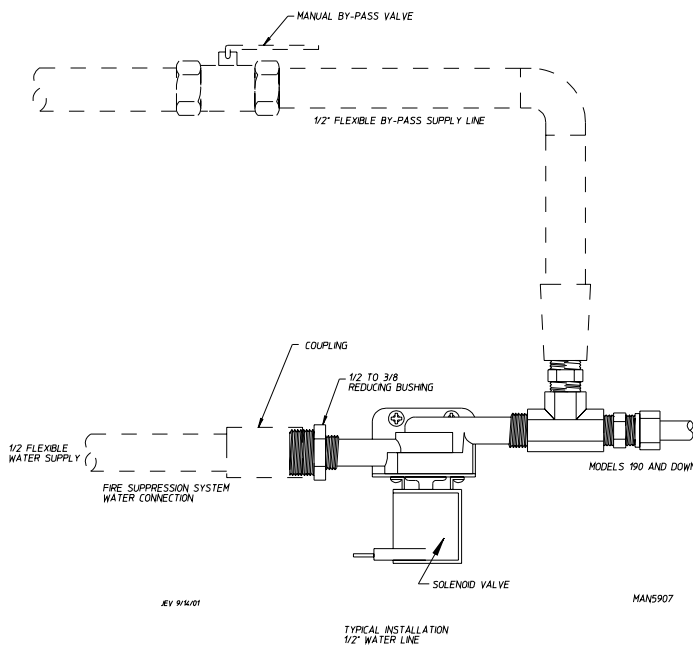 MANUAL BY-PASS VALVE
1/2" FLEXIBLE BY-PASS SUPPLY LINE
COUPLING
1/2 TO 3/8
REDUCING BUSHING
1/2 FLEXIBLE
WATER SUPPLY
FIRE SUPPRESSION SYSTEM
WATER CONNECTION
MODELS 190 AND DOWN
SOLENOID VALVE
JEV 9/14/01
MAN5907
TYPICAL INSTALLATION
1/2" WATER LINE